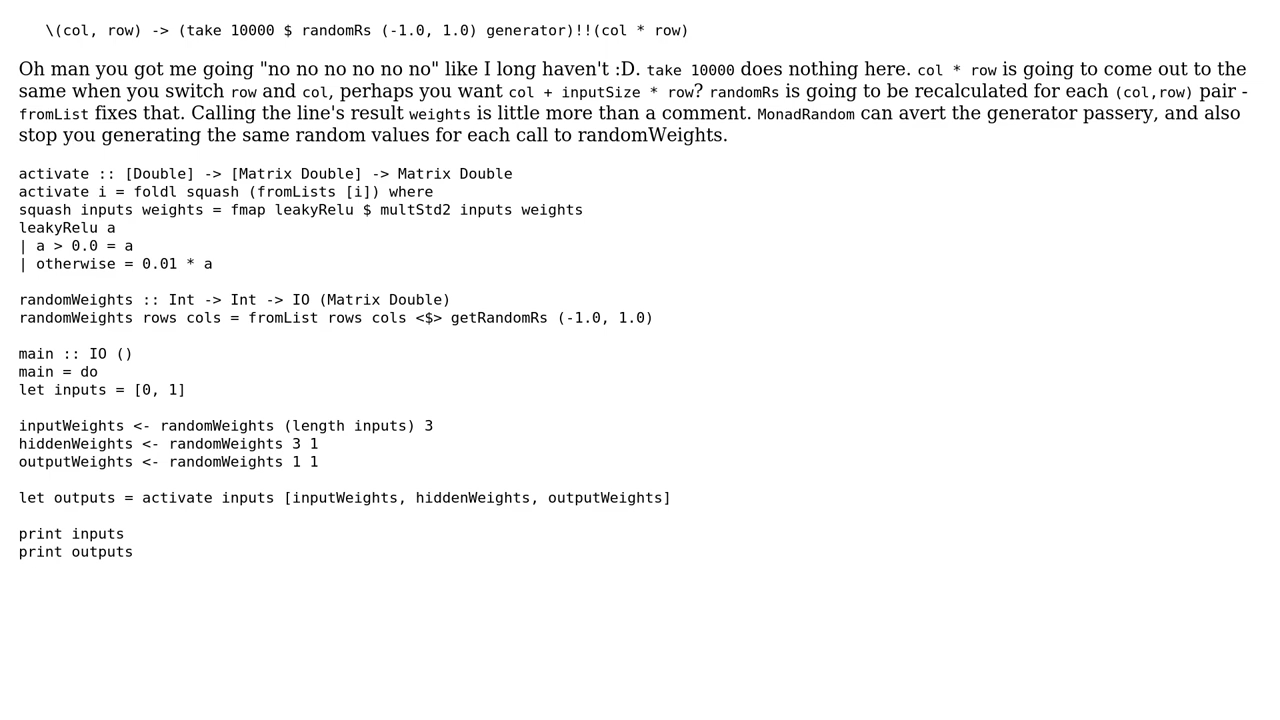 \(col, row) -> (take 10000 $ randomRs (-1.0, 1.0) generator)!!(col * row)
Oh man you got me going "no no no no no no" like I long haven't :D. take 10000 does nothing here. col * row is going to come out to the
same when you switch row and col, perhaps you want col + inputSize * row? randomRs is going to be recalculated for each (col,row) pair -
fromList fixes that. Calling the line's result weights is little more than a comment. MonadRandom can avert the generator passery, and also
stop you generating the same random values for each call to randomWeights.
activate :: [Double] -> [Matrix Double] -> Matrix Double
activate i = foldl squash (fromLists [i]) where
squash inputs weights = fmap leakyRelu $ multStd2 inputs weights
leakyRelu a
| a > 0.0 = a
| otherwise = 0.01 * a
randomWeights :: Int -> Int -> IO (Matrix Double)
randomWeights rows cols = fromList rows cols <$> getRandomRs (-1.0, 1.0)
main :: IO ()
main = do
let inputs = [0, 1]
inputWeights <- randomWeights (length inputs) 3
hiddenWeights <- randomWeights 3 1
outputWeights <- randomWeights 1 1
let outputs = activate inputs [inputWeights, hiddenWeights, outputWeights]
print inputs
print outputs